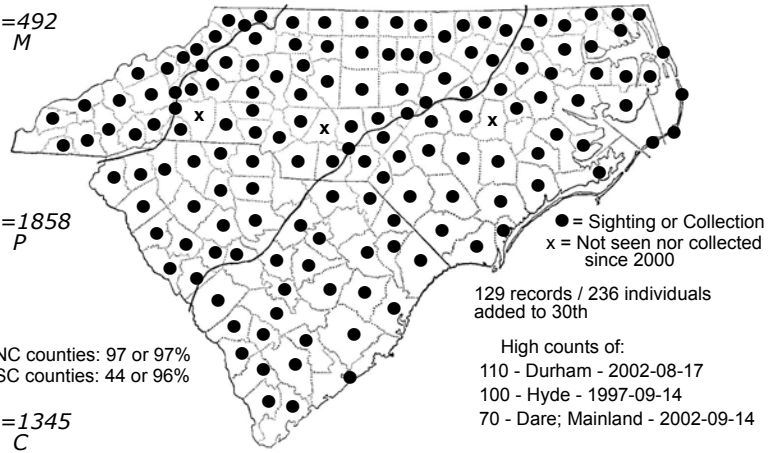 =492
M
=1858
P
=1345
C
x
x
x
● = Sighting or Collection
x = Not seen nor collected
since 2000
129 records / 236 individuals
added to 30th
NC counties: 97 or 97%
SC counties: 44 or 96%
High counts of:
110 - Durham - 2002-08-17
100 - Hyde - 1997-09-14
70 - Dare; Mainland - 2002-09-14